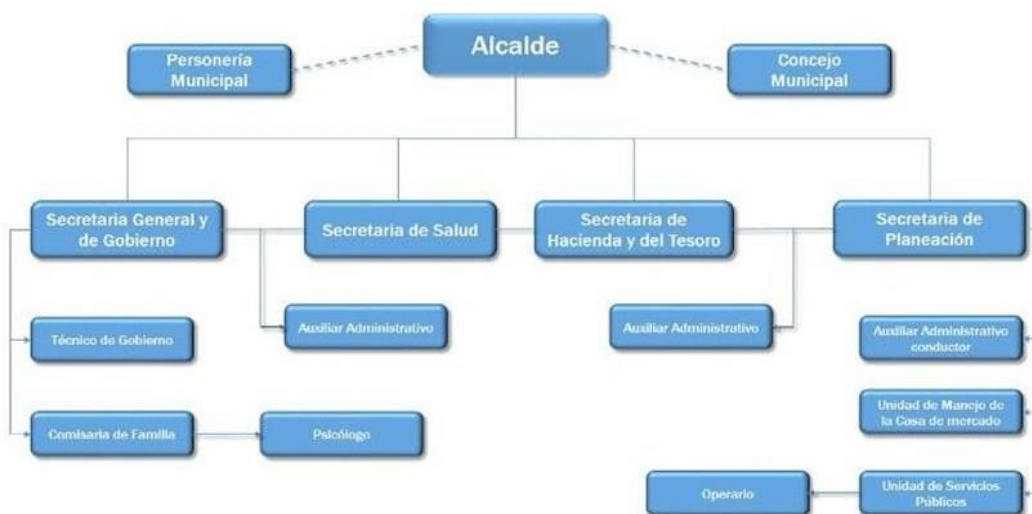 Alcalde
Personería
Municipal
Concejo
Municipal
Secretaria General y
de Gobierno
Secretaria de Salud
Secretaria de
Hacienda y del Tesoro
Secretaria de
Planeación
Auxiliar Administrativo
Auxiliar Administrativo
Técnico de Gobierno
Auxiliar Administrativo
conductor
Comisaria de Familia
Psicólogo
Unidad de Manejo de
la Casa de mercado
Operario
Unidad de Servicios
Públicos